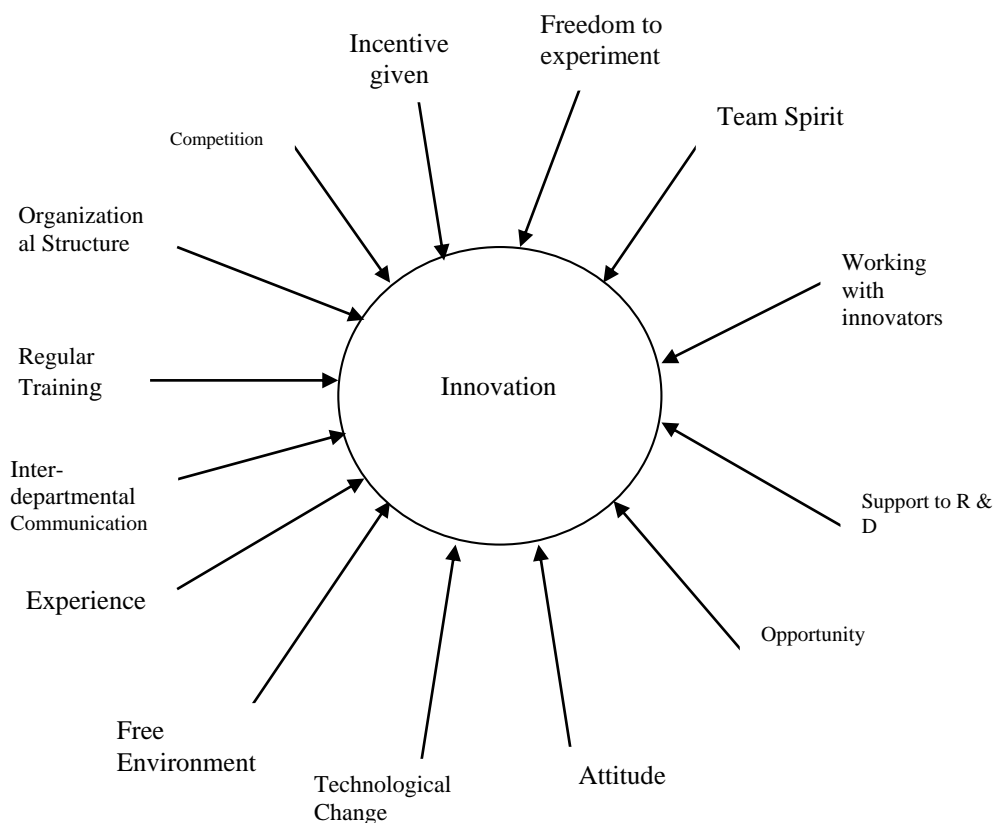 Incentive
given
Freedom to
experiment
Team Spirit
Competition
Organization
al Structure
Working
with
innovators
Regular
Training
Innovation
Inter-
departmental
Communication
Support to R &
D
Experience
Opportunity
Free
Environment
Technological
Change
Attitude